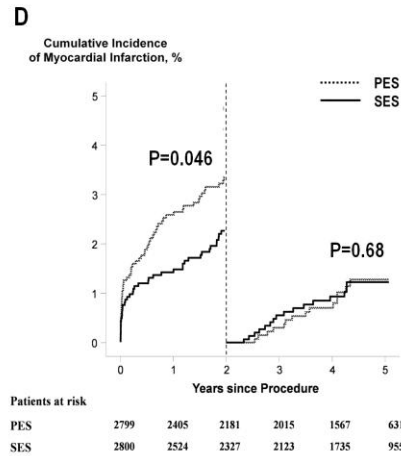 D
Cumulative Incidence
of Myocardial Infarction, %
PES
SES
5
4
3
2
1
0
P=0.046
P=0.68
0 1 2 3 4 5
Years since Procedure
Patients at risk
PES 2799 2405 2181 2015 1567 631
SES 2800 2524 2327 2123 1735 955